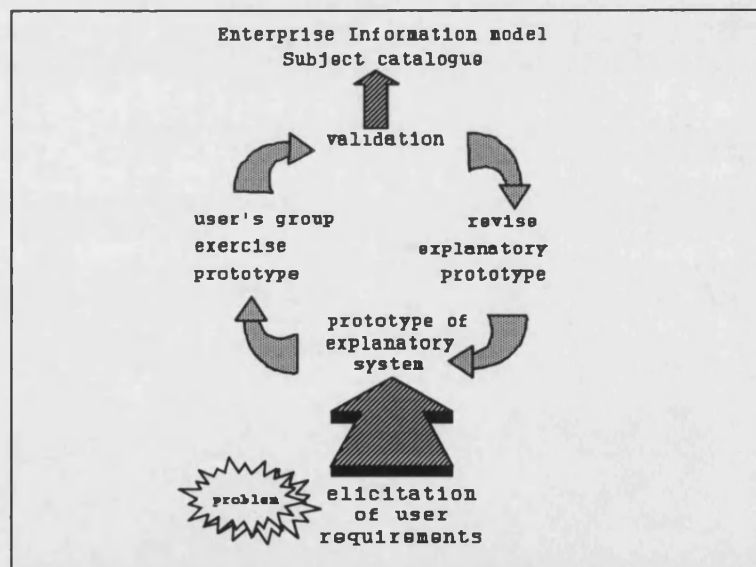 Enterprise Information model
Subject catalogue
validation
user's group
exercise
prototype
revise
explanatory
prototype
prototype of
explanatory
system
problem
elicitation
of user
requirements